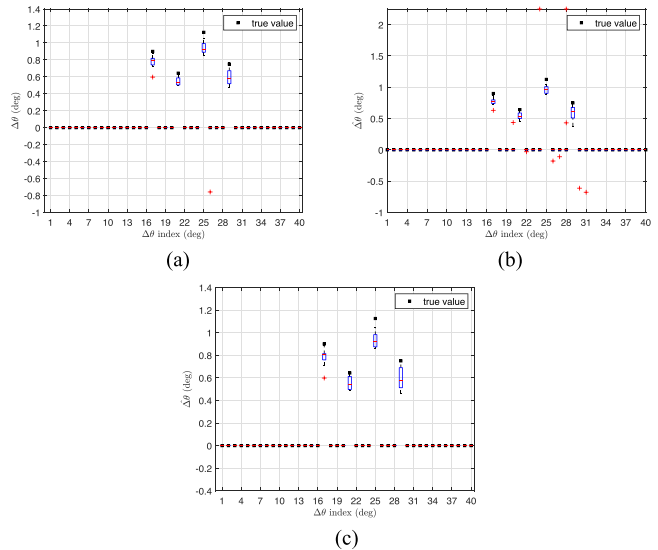 1.4
1.2
1
0.8
0.6
0.4
0.2
0
-0.2
-0.4
-0.6
-0.8
-1
Δθ (deg)
true value
1 4 7 10 13 16 19 22 25 28 31 34 37 40
Δθ index (deg)
(a)
2
1.5
1
0.5
0
-0.5
-1
Δ̂θ (deg)
true value
1 4 7 10 13 16 19 22 25 28 31 34 37 40
Δθ index (deg)
(b)
1.4
1.2
1
0.8
0.6
0.4
0.2
0
-0.2
-0.4
Δ̂θ (deg)
true value
1 4 7 10 13 16 19 22 25 28 31 34 37 40
Δθ index (deg)
(c)